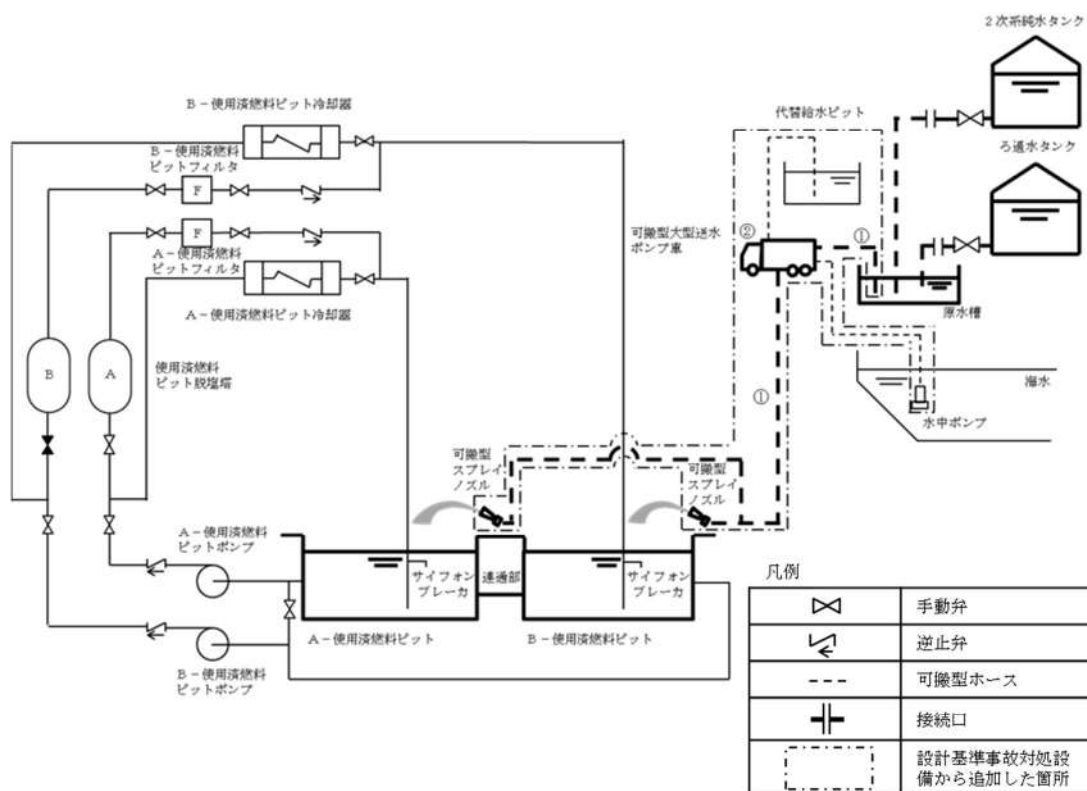 2次系純水タンク
B-使用済燃料ピット冷却器
代替給水ピット
B-使用済燃料
ピットフィルタ
F
ろ過水タンク
F
A-使用済燃料
ピットフィルタ
可搬型大型送水
ポンプ車
②
①
A-使用済燃料ピット冷却器
原水槽
B
A
使用済燃料
ピット脱塩塔
海水
①
水中ポンプ
可搬型
スプレイ
ノズル
可搬型
スプレイ
ノズル
A-使用済燃料
ピットポンプ
サイフォン
ブレーカ
連通部
サイフォン
ブレーカ
A-使用済燃料ピット
B-使用済燃料ピット
B-使用済燃料
ピットポンプ
凡例
手動弁
逆止弁
可搬型ホース
接続口
設計基準事故対処設
備から追加した箇所